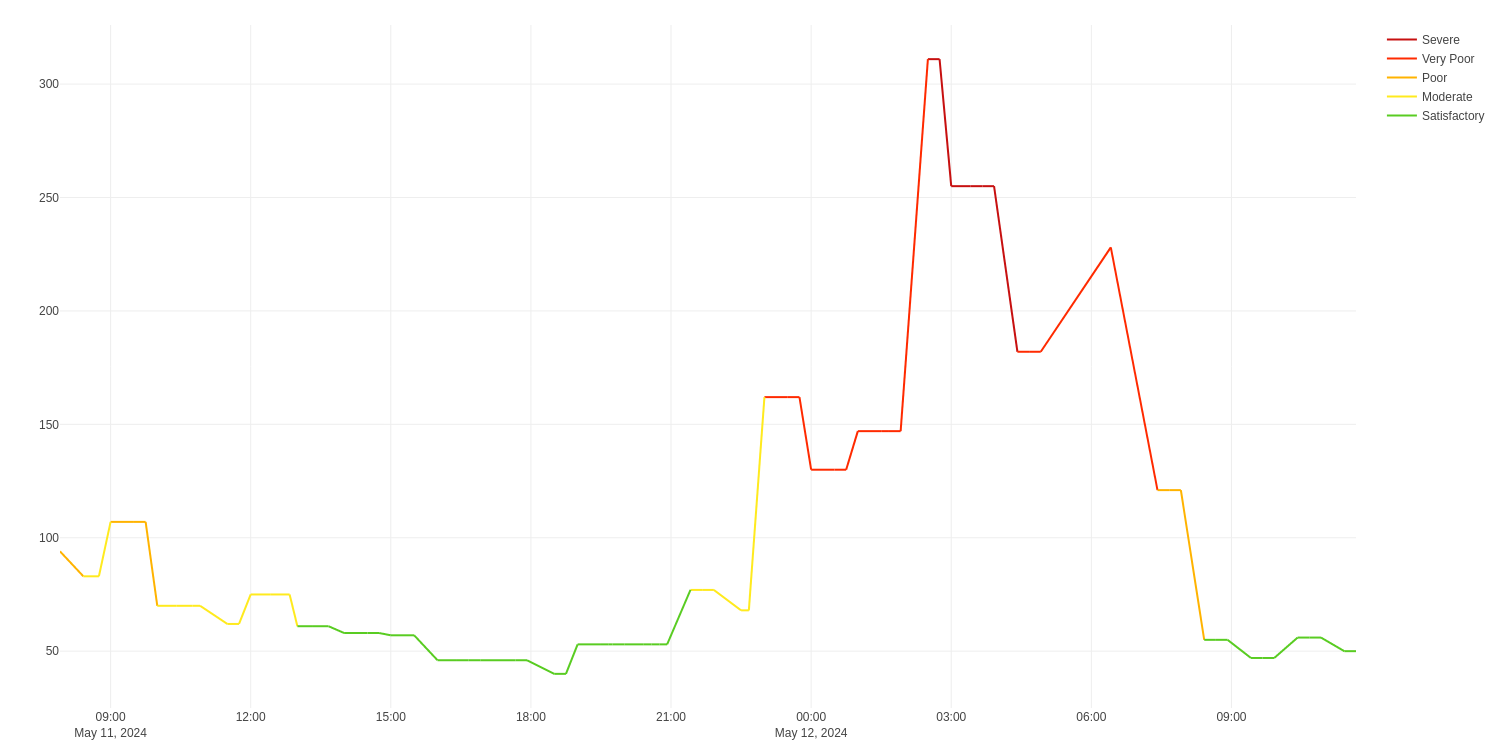 300
250
200
150
100
50
09:00
12:00
15:00
18:00
21:00
00:00
03:00
06:00
09:00
May 11, 2024
May 12, 2024
Severe
Very Poor
Poor
Moderate
Satisfactory